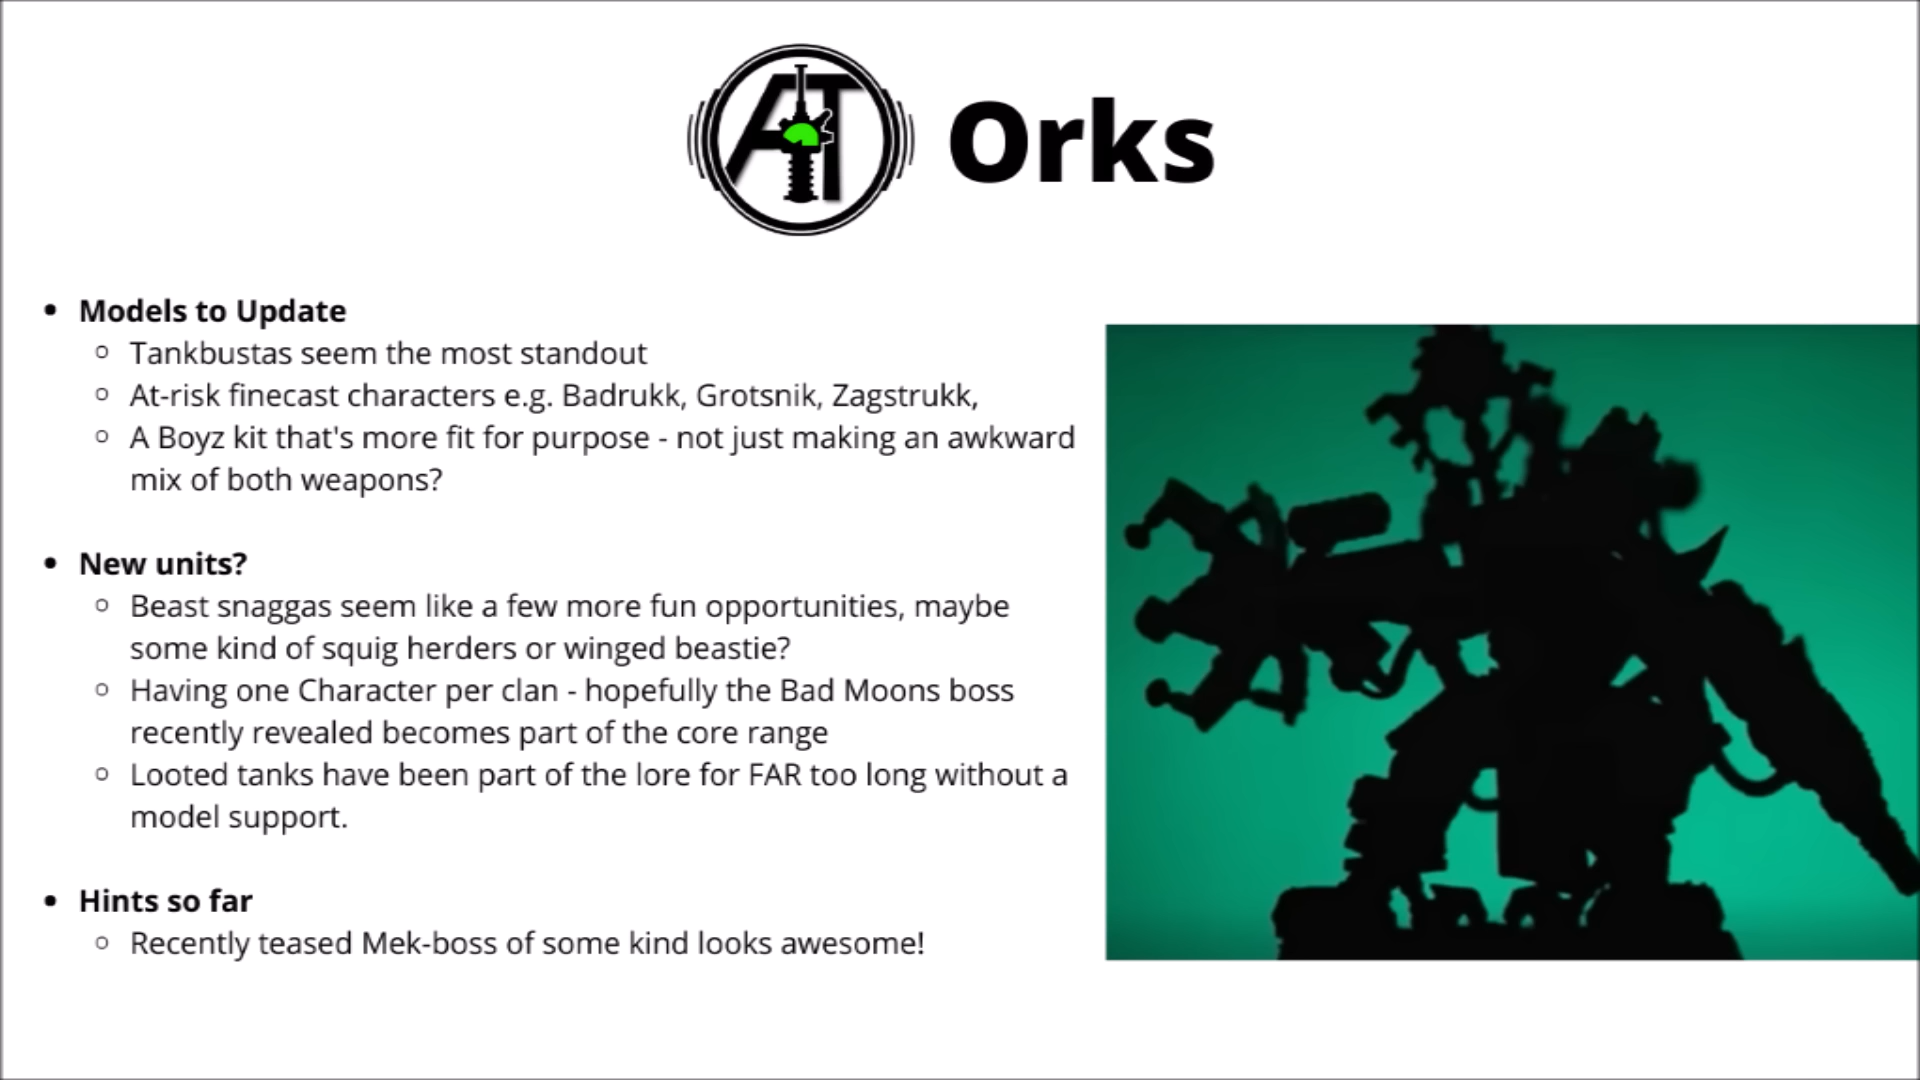 AT
Orks
• Models to Update
○ Tankbustas seem the most standout
○ At-risk finecast characters e.g. Badrukk, Grotsnik, Zagstrukk,
○ A Boyz kit that's more fit for purpose - not just making an awkward
mix of both weapons?
• New units?
○ Beast snaggas seem like a few more fun opportunities, maybe
some kind of squig herders or winged beastie?
○ Having one Character per clan - hopefully the Bad Moons boss
recently revealed becomes part of the core range
○ Looted tanks have been part of the lore for FAR too long without a
model support.
• Hints so far
○ Recently teased Mek-boss of some kind looks awesome!